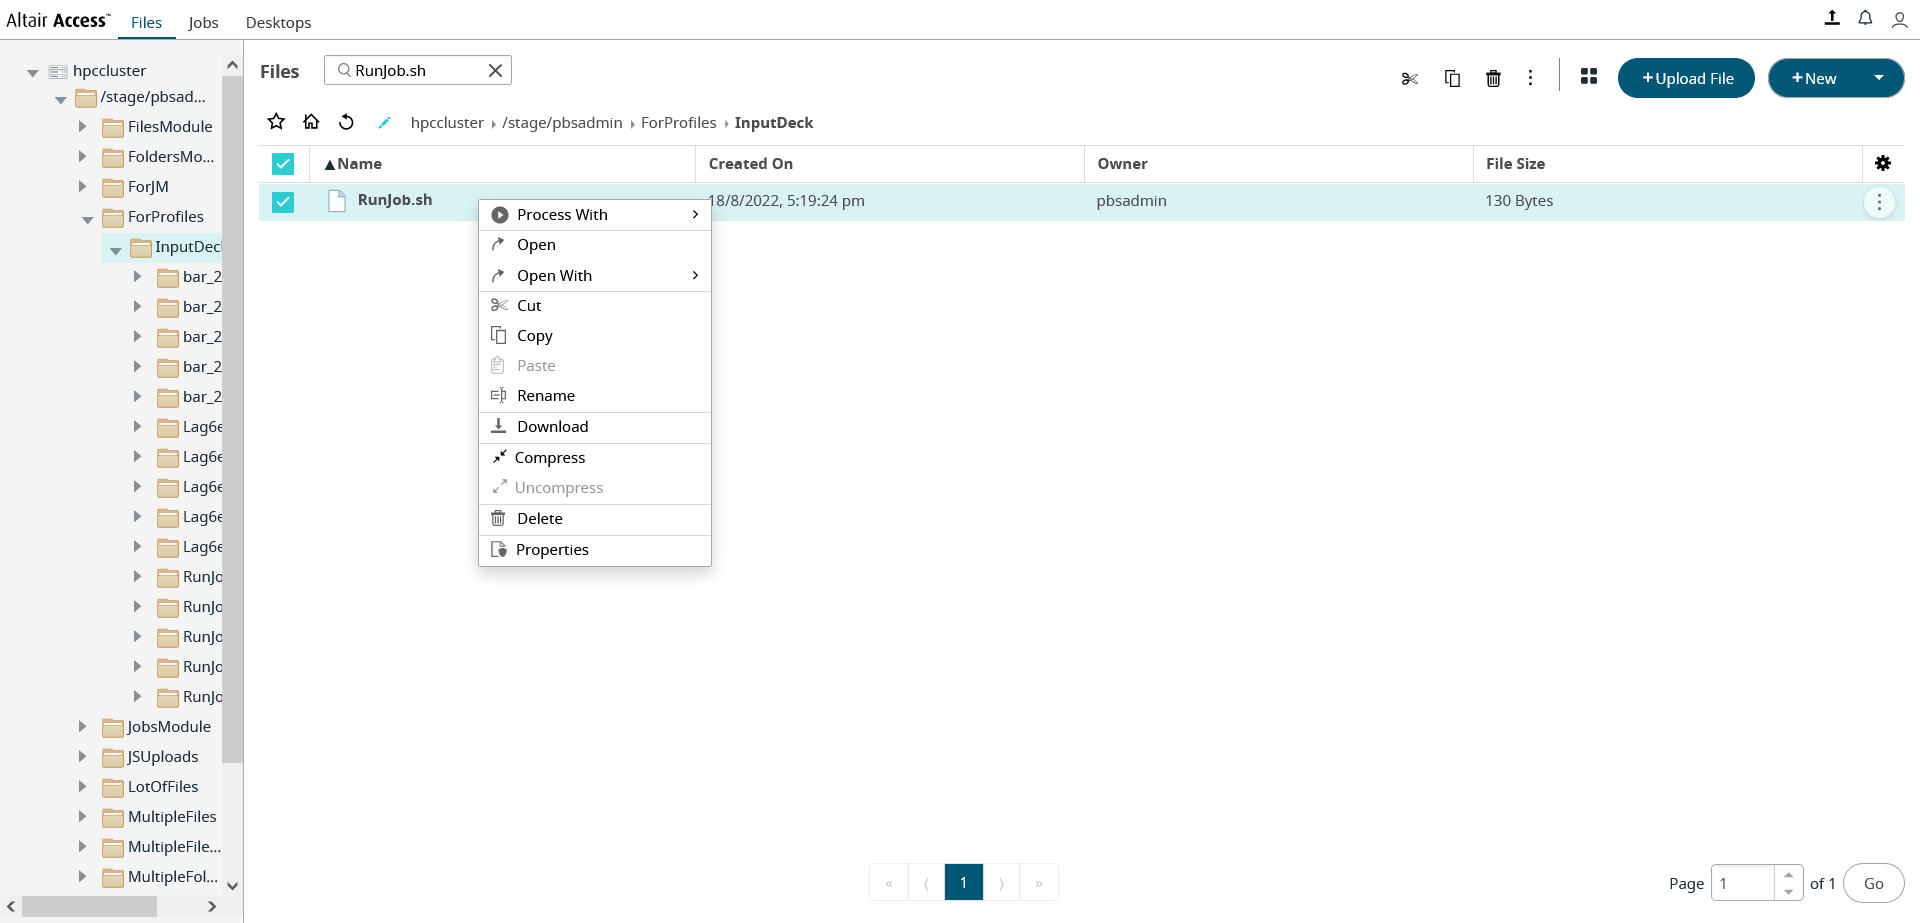 Altair Access™ Files Jobs Desktops
hpccluster
/stage/pbsad...
FilesModule
FoldersMo...
ForJM
ForProfiles
InputDeck
bar_2
bar_2
bar_2
bar_2
bar_2
Lag6e
Lag6e
Lag6e
Lag6e
Lag6e
RunJo
RunJo
RunJo
RunJo
RunJo
JobsModule
JSUploads
LotOfFiles
MultipleFiles
MultipleFile...
MultipleFol...
Files RunJob.sh
+Upload File +New
hpccluster › /stage/pbsadmin › ForProfiles › InputDeck
▲Name Created On Owner File Size
RunJob.sh 18/8/2022, 5:19:24 pm pbsadmin 130 Bytes
Process With
Open
Open With
Cut
Copy
Paste
Rename
Download
Compress
Uncompress
Delete
Properties
« ⟨ 1 ⟩ »
Page 1 of 1 Go